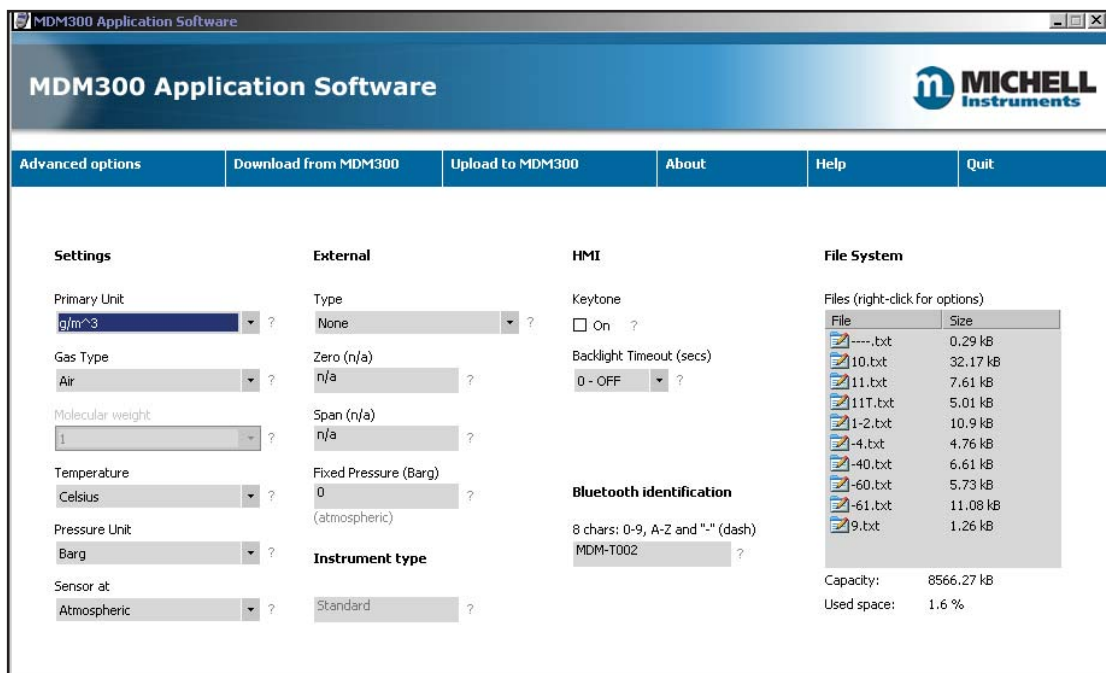 MDM300 Application Software
MDM300 Application Software
MICHELL
Instruments
Advanced options Download from MDM300 Upload to MDM300 About Help Quit
Settings
Primary Unit
g/m^3 ?
Gas Type
Air ?
Molecular weight
1 ?
Temperature
Celsius ?
Pressure Unit
Barg ?
Sensor at
Atmospheric ?
External
Type
None ?
Zero (n/a)
n/a ?
Span (n/a)
n/a ?
Fixed Pressure (Barg)
0 ?
(atmospheric)
Instrument type
Standard ?
HMI
Keytone
On ?
Backlight Timeout (secs)
0 - OFF ?
Bluetooth identification
8 chars: 0-9, A-Z and "-" (dash)
MDM-T002 ?
File System
Files (right-click for options)
File Size
----.txt 0.29 kB
10.txt 32.17 kB
11.txt 7.61 kB
11T.txt 5.01 kB
1-2.txt 10.9 kB
-4.txt 4.76 kB
-40.txt 6.61 kB
-60.txt 5.73 kB
-61.txt 11.08 kB
9.txt 1.26 kB
Capacity: 8566.27 kB
Used space: 1.6 %